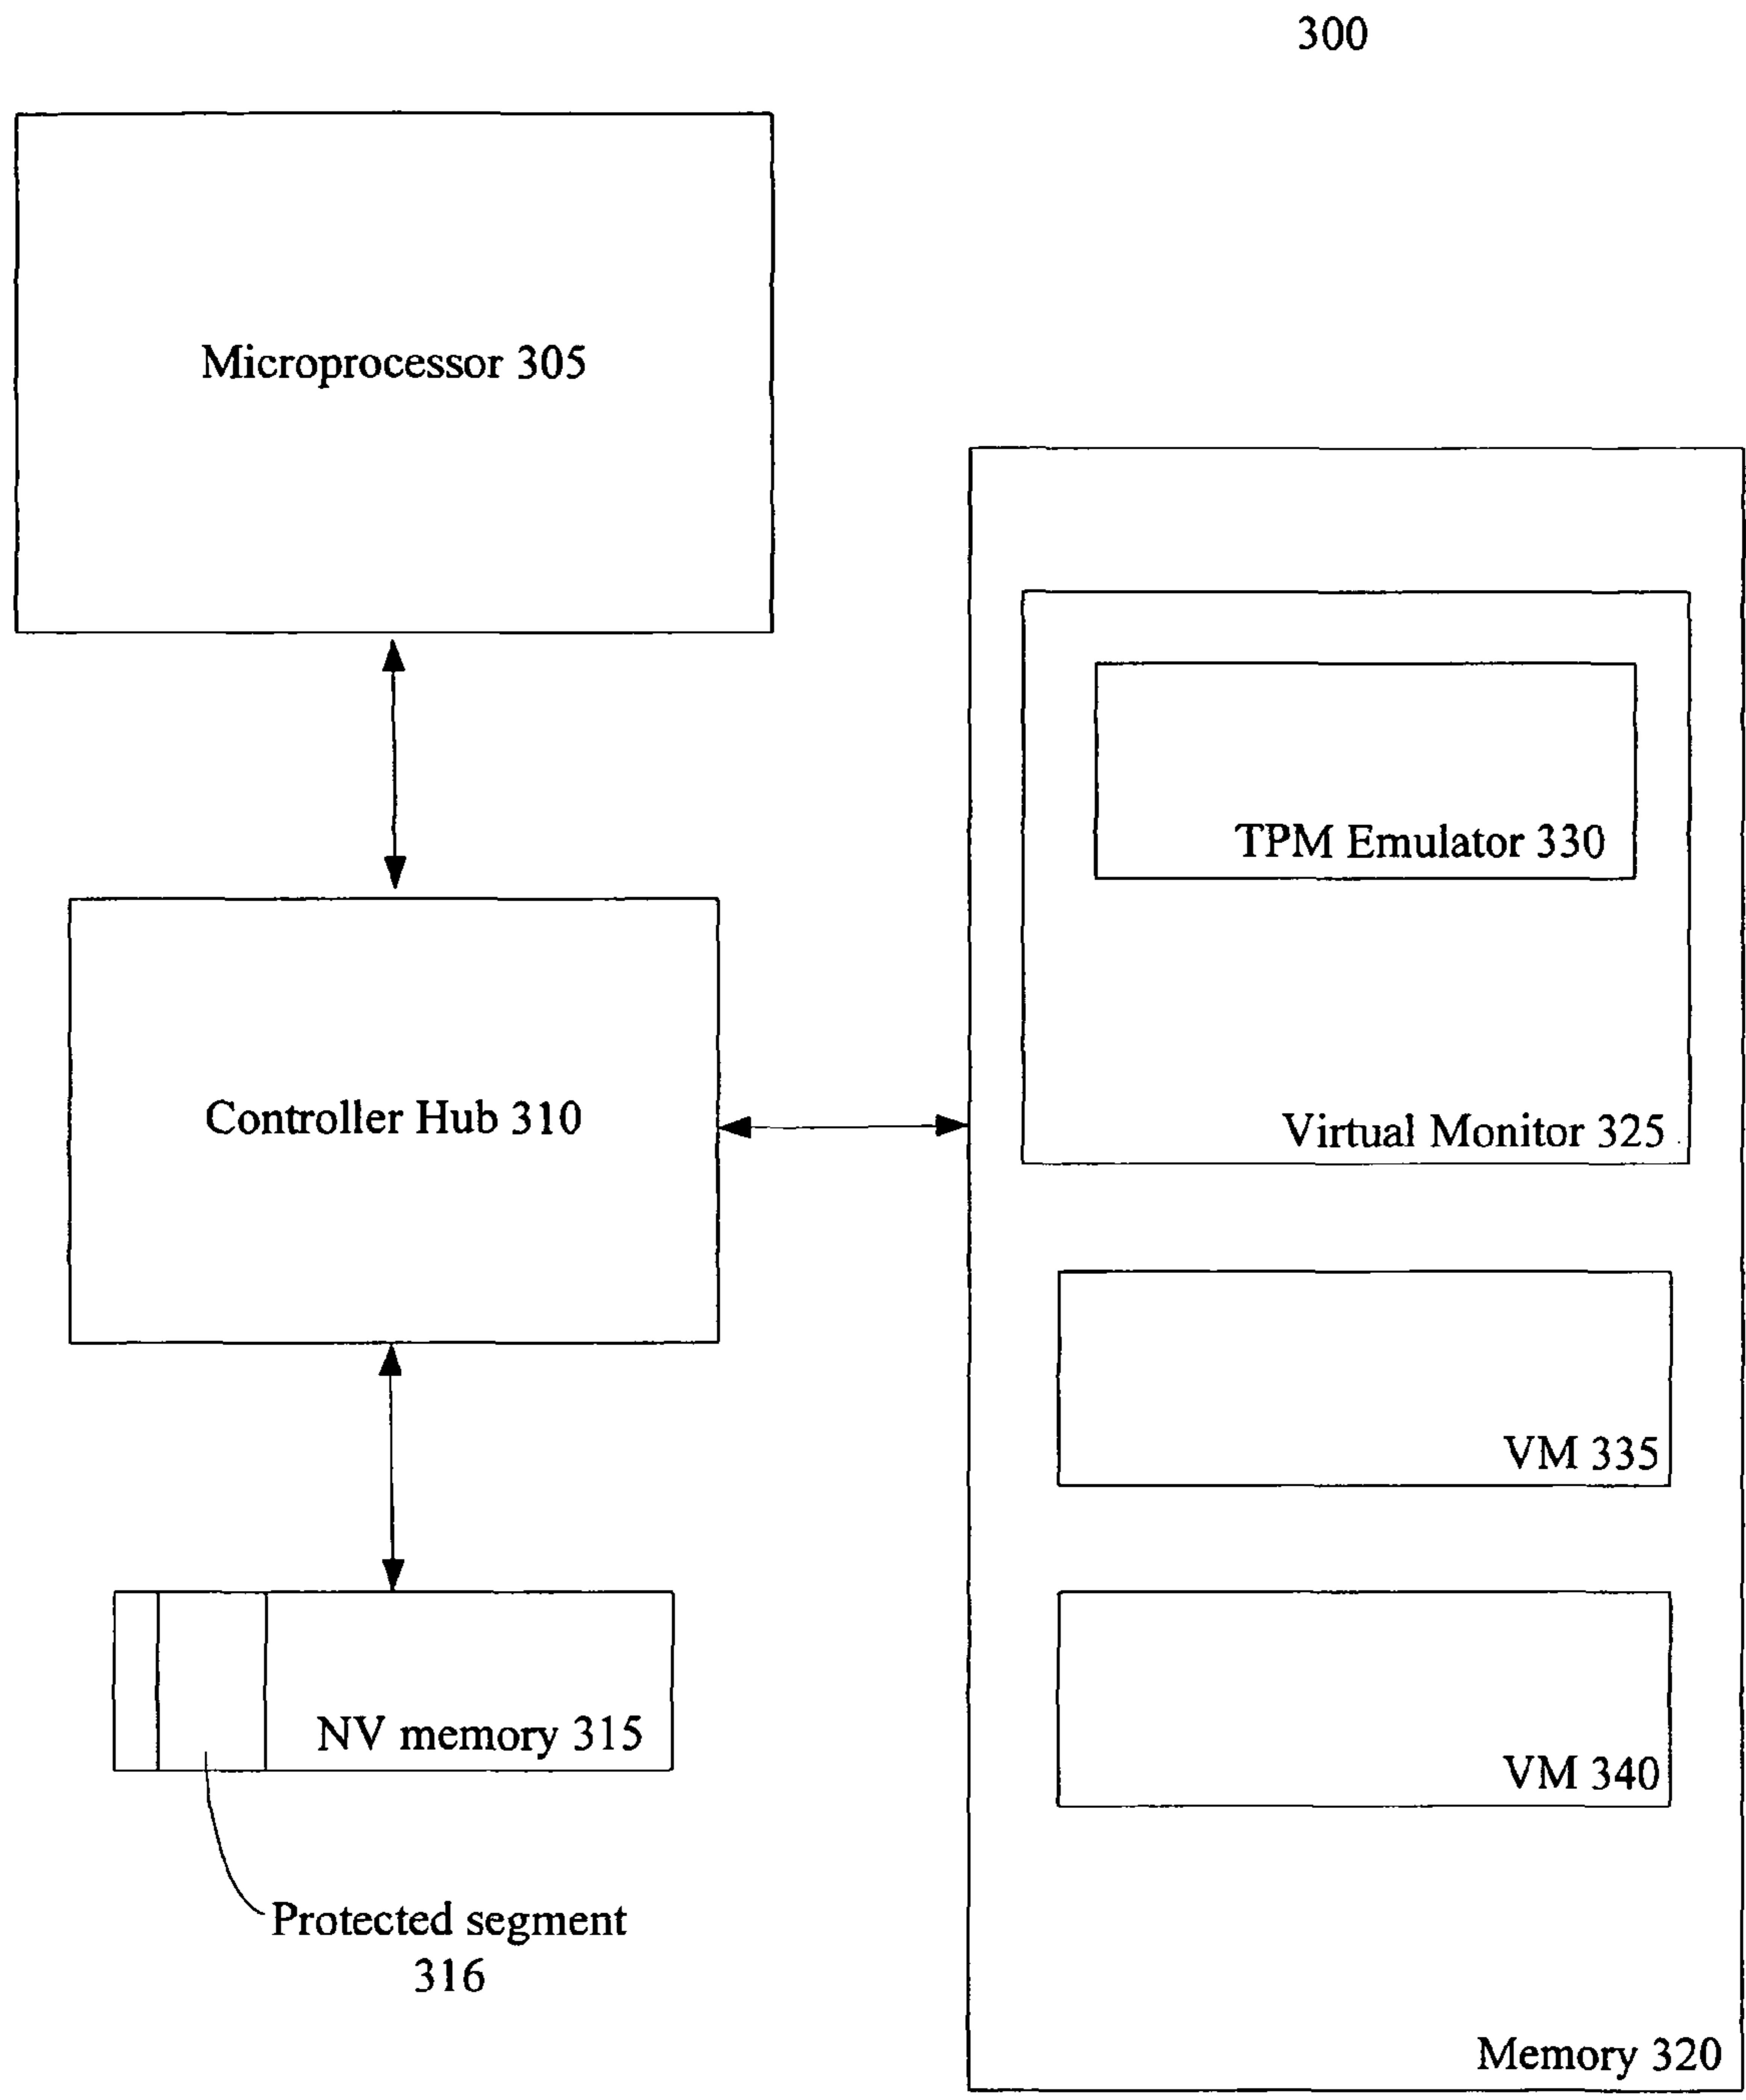 300
Microprocessor 305
TPM Emulator 330
Controller Hub 310
Virtual Monitor 325
VM 335
NV memory 315
VM 340
Protected segment
316
Memory 320